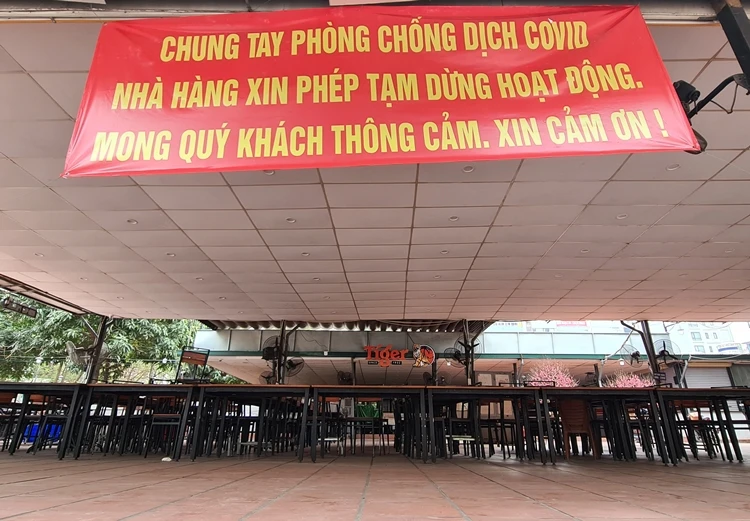 CHUNG TAY PHÒNG CHỐNG DỊCH COVID
NHÀ HÀNG XIN PHÉP TẠM DỪNG HOẠT ĐỘNG.
MONG QUÝ KHÁCH THÔNG CẢM. XIN CẢM ƠN !
Tiger